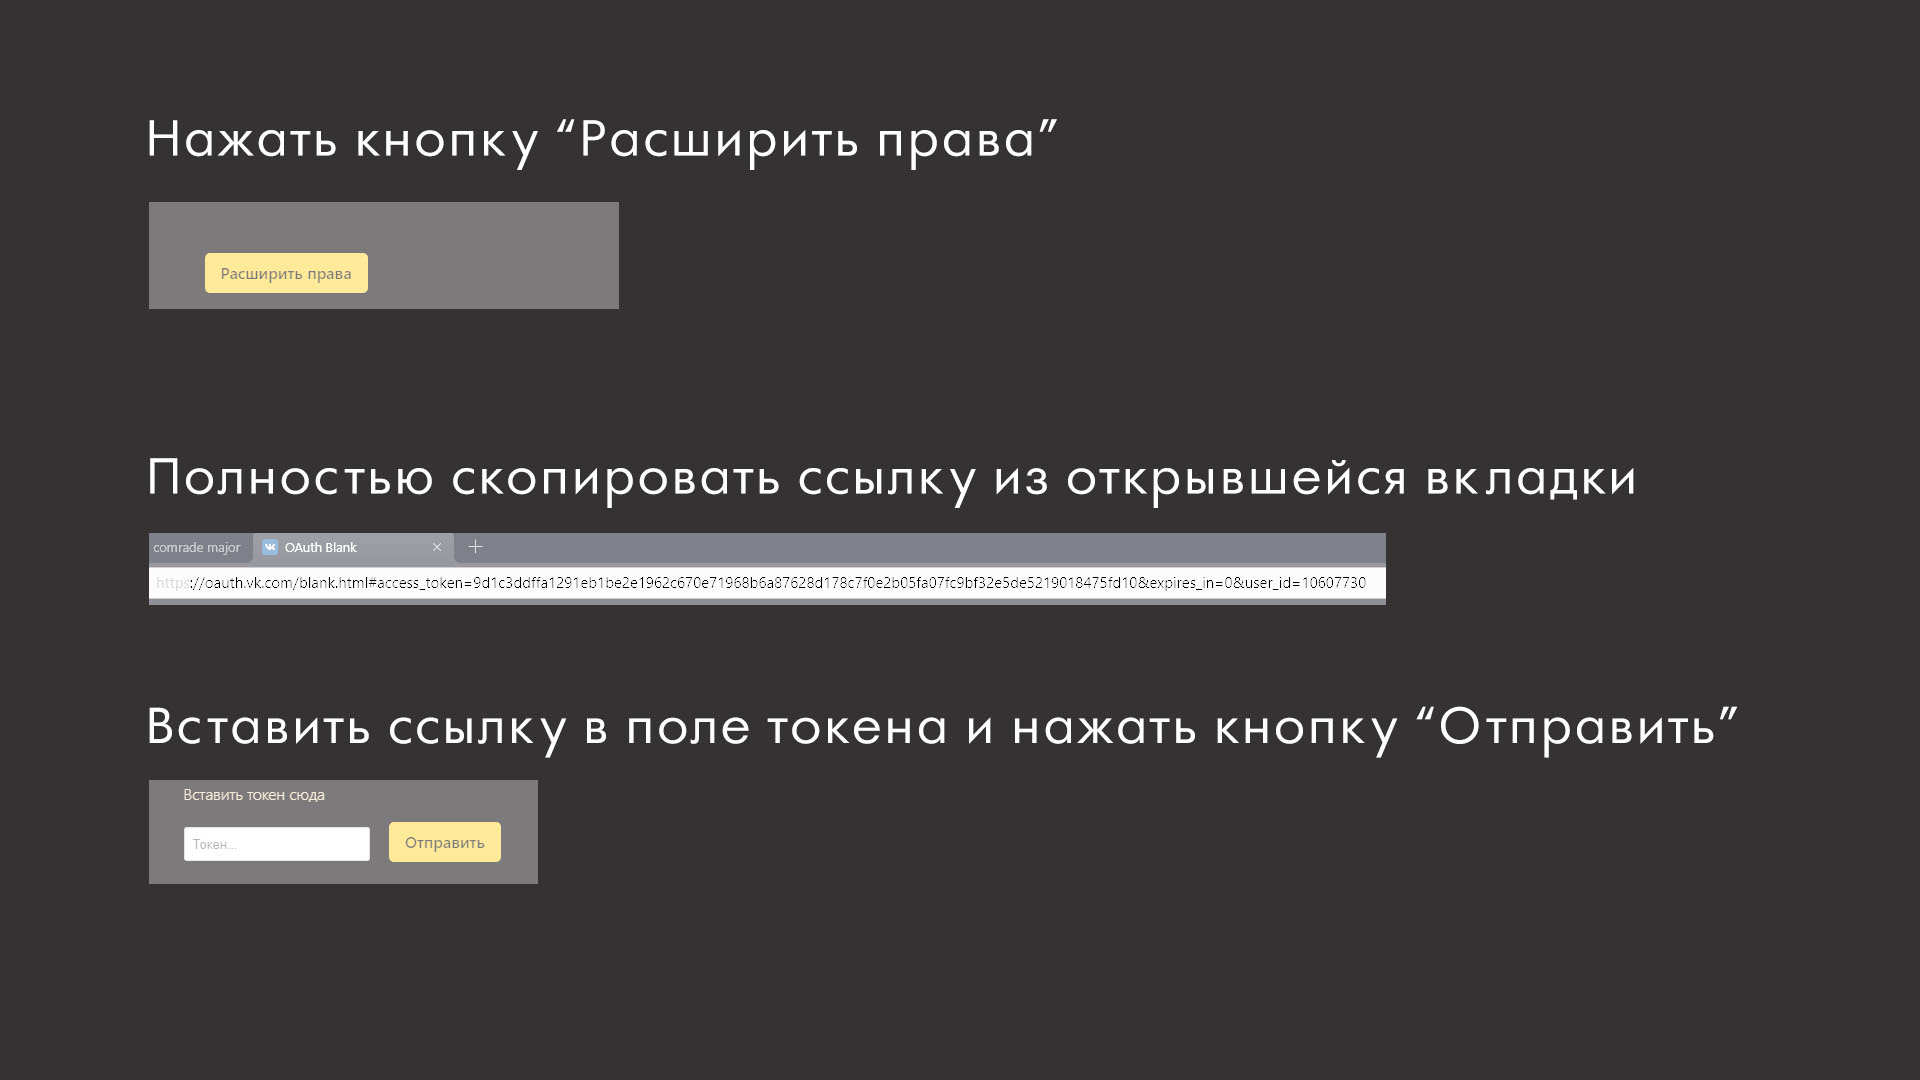 Нажать кнопку “Расширить права”
Расширить права
Полностью скопировать ссылку из открывшейся вкладки
comrade major OAuth Blank
https://oauth.vk.com/blank.html#access_token=9d1c3ddffa1291eb1be2e1962c670e71968b6a87628d178c7f0e2b05fa07fc9bf32e5de5219018475fd10&expires_in=0&user_id=10607730
Вставить ссылку в поле токена и нажать кнопку “Отправить”
Вставить токен сюда
Токен... Отправить